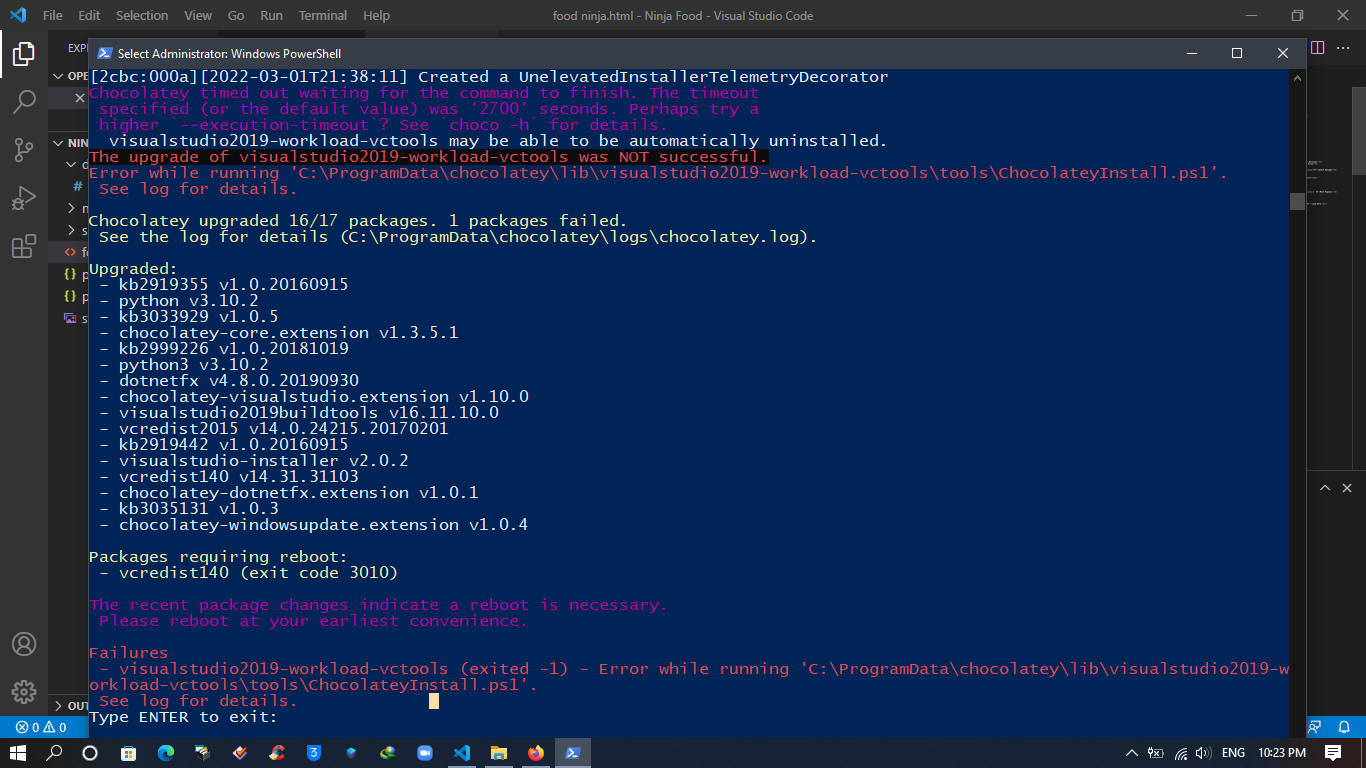 File Edit Selection View Go Run Terminal Help food ninja.html - Ninja Food - Visual Studio Code
EXP
Select Administrator: Windows PowerShell
OPE
[2cbc:000a][2022-03-01T21:38:11] Created a UnelevatedInstallerTelemetryDecorator
Chocolatey timed out waiting for the command to finish. The timeout
specified (or the default value) was '2700' seconds. Perhaps try a
higher `--execution-timeout`? See `choco -h` for details.
visualstudio2019-workload-vctools may be able to be automatically uninstalled.
NIN
The upgrade of visualstudio2019-workload-vctools was NOT successful.
d
Error while running 'C:\ProgramData\chocolatey\lib\visualstudio2019-workload-vctools\tools\ChocolateyInstall.ps1'.
#
See log for details.
Chocolatey upgraded 16/17 packages. 1 packages failed.
s
See the log for details (C:\ProgramData\chocolatey\logs\chocolatey.log).
<> f
Upgraded:
{} p
- kb2919355 v1.0.20160915
{} p
- python v3.10.2
- kb3033929 v1.0.5
s
- chocolatey-core.extension v1.3.5.1
- kb2999226 v1.0.20181019
- python3 v3.10.2
- dotnetfx v4.8.0.20190930
- chocolatey-visualstudio.extension v1.10.0
- visualstudio2019buildtools v16.11.10.0
- vcredist2015 v14.0.24215.20170201
- kb2919442 v1.0.20160915
- visualstudio-installer v2.0.2
- vcredist140 v14.31.31103
- chocolatey-dotnetfx.extension v1.0.1
- kb3035131 v1.0.3
- chocolatey-windowsupdate.extension v1.0.4
Packages requiring reboot:
- vcredist140 (exit code 3010)
The recent package changes indicate a reboot is necessary.
Please reboot at your earliest convenience.
Failures
- visualstudio2019-workload-vctools (exited -1) - Error while running 'C:\ProgramData\chocolatey\lib\visualstudio2019-w
orkload-vctools\tools\ChocolateyInstall.ps1'.
See log for details.
OUT
Type ENTER to exit:
0 0
ENG 10:23 PM